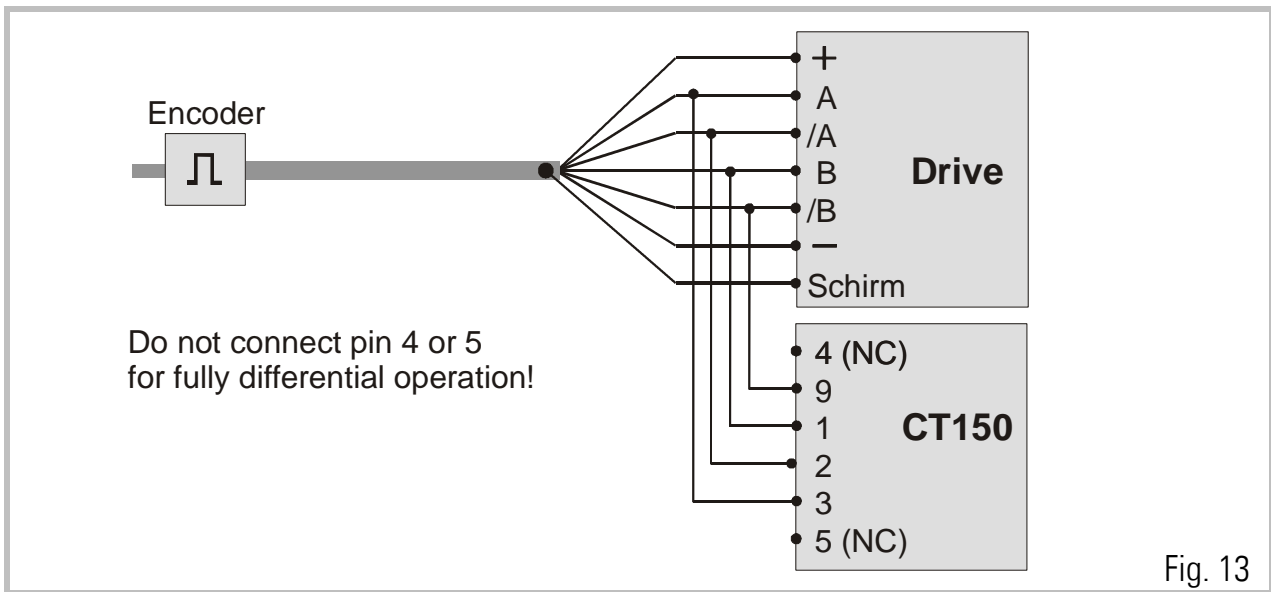 Encoder
+
A
/A
B
/B
−
Schirm
Drive
Do not connect pin 4 or 5
for fully differential operation!
4 (NC)
9
1
2
3
5 (NC)
CT150
Fig. 13